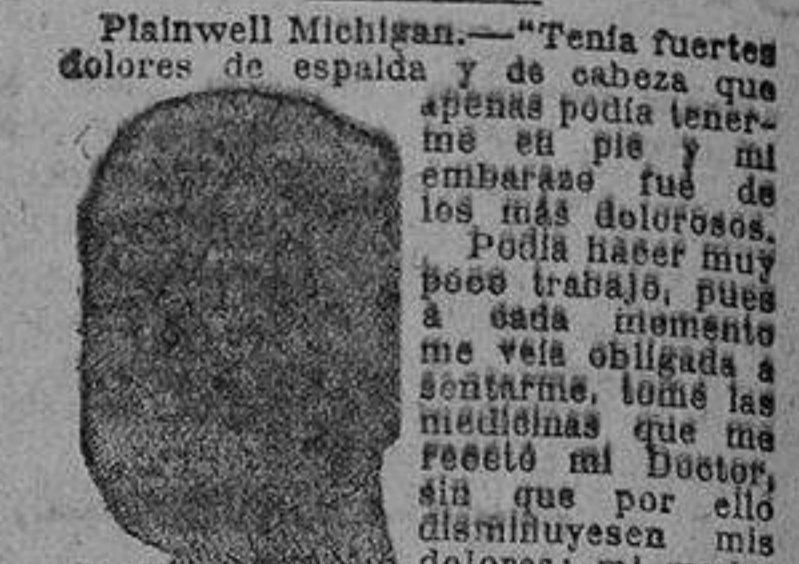 Plainwell Michigan.—“Tenía fuertes
dolores de espalda y de cabeza que
apenas podía tener-
me en pie y mi
embarazo fué de
los más dolorosos.
Podía hacer muy
poco trabajo, pues
a cada momento
me veía obligada a
sentarme, tomé las
medicinas que me
recetó mi Doctor,
sin que por ello
disminuyesen mis
dolores;